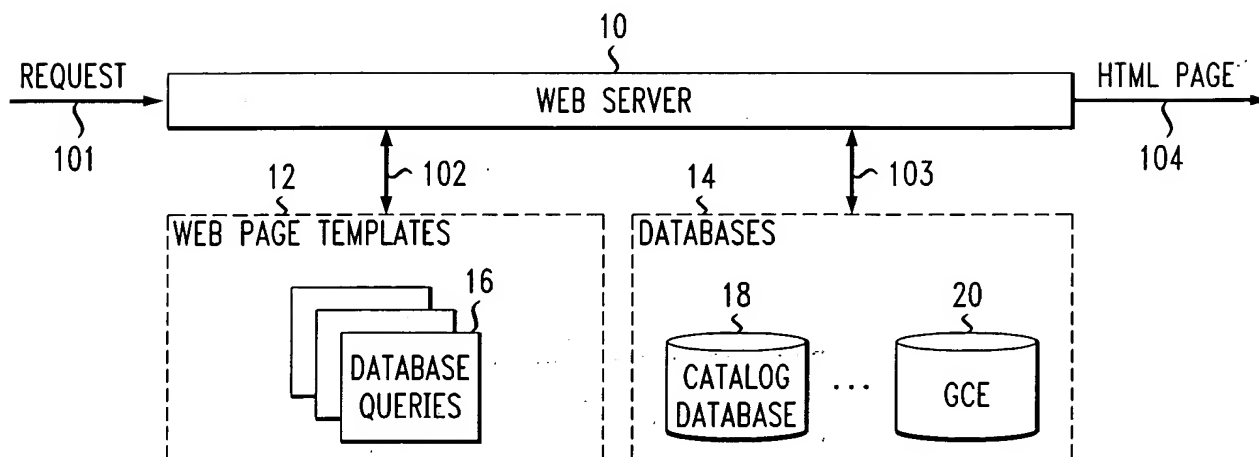 10
REQUEST
WEB SERVER
HTML PAGE
101
104
102
103
12
14
WEB PAGE TEMPLATES
DATABASES
16
18
20
DATABASE
QUERIES
CATALOG
DATABASE
...
GCE